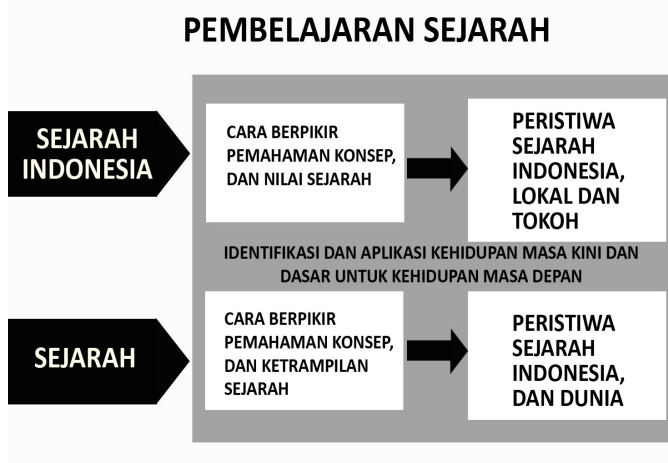 PEMBELAJARAN SEJARAH
SEJARAH
INDONESIA
CARA BERPIKIR
PEMAHAMAN KONSEP,
DAN NILAI SEJARAH
PERISTIWA
SEJARAH
INDONESIA,
LOKAL DAN
TOKOH
IDENTIFIKASI DAN APLIKASI KEHIDUPAN MASA KINI DAN
DASAR UNTUK KEHIDUPAN MASA DEPAN
SEJARAH
CARA BERPIKIR
PEMAHAMAN KONSEP,
DAN KETRAMPILAN
SEJARAH
PERISTIWA
SEJARAH
INDONESIA,
DAN DUNIA